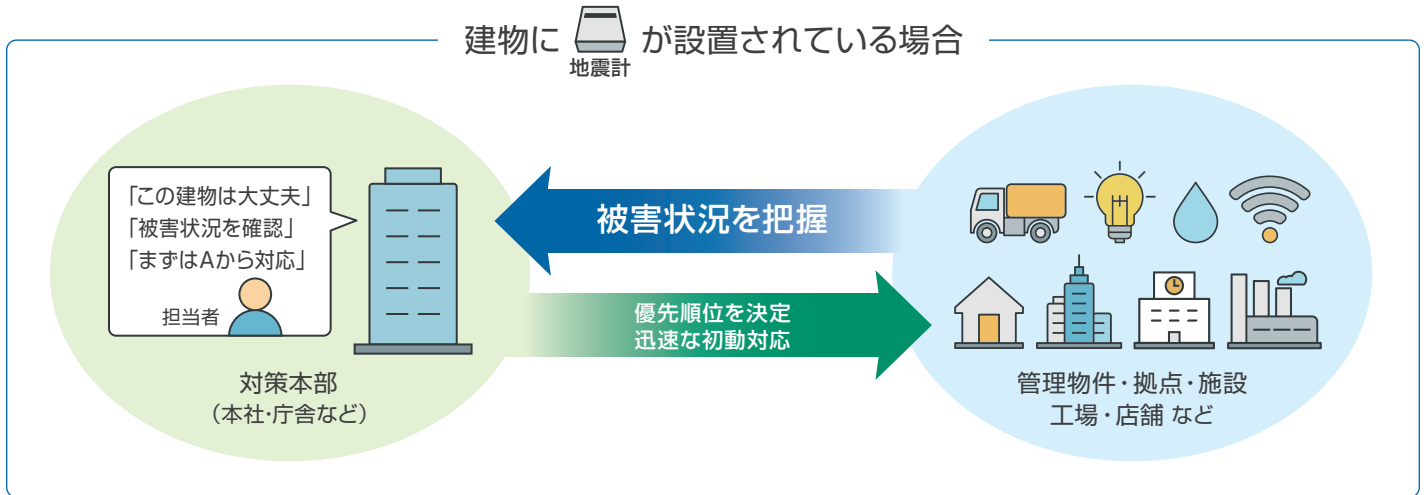 建物に 地震計 が設置されている場合
「この建物は大丈夫」
「被害状況を確認」
「まずはAから対応」
担当者
対策本部
（本社・庁舎など）
被害状況を把握
優先順位を決定
迅速な初動対応
管理物件・拠点・施設
工場・店舗 など